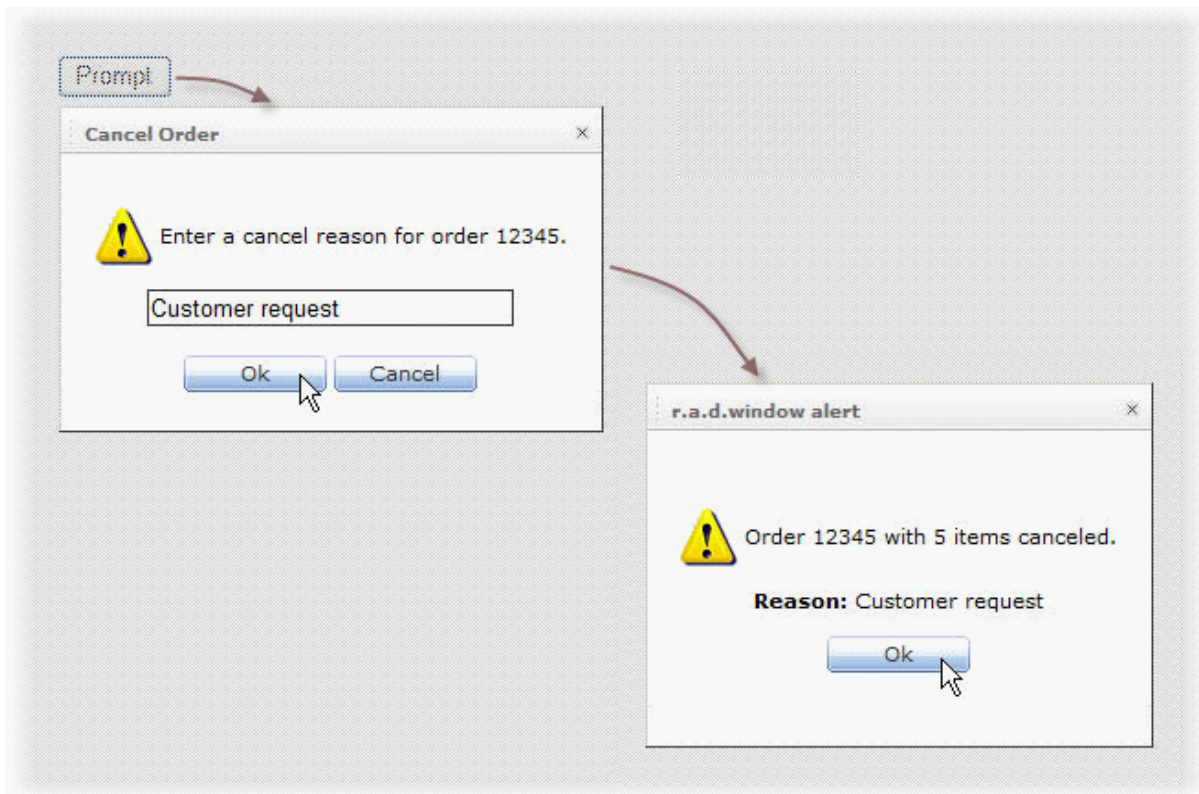 Prompt
Cancel Order
Enter a cancel reason for order 12345.
Customer request
Ok Cancel
r.a.d.window alert
Order 12345 with 5 items canceled.
Reason: Customer request
Ok